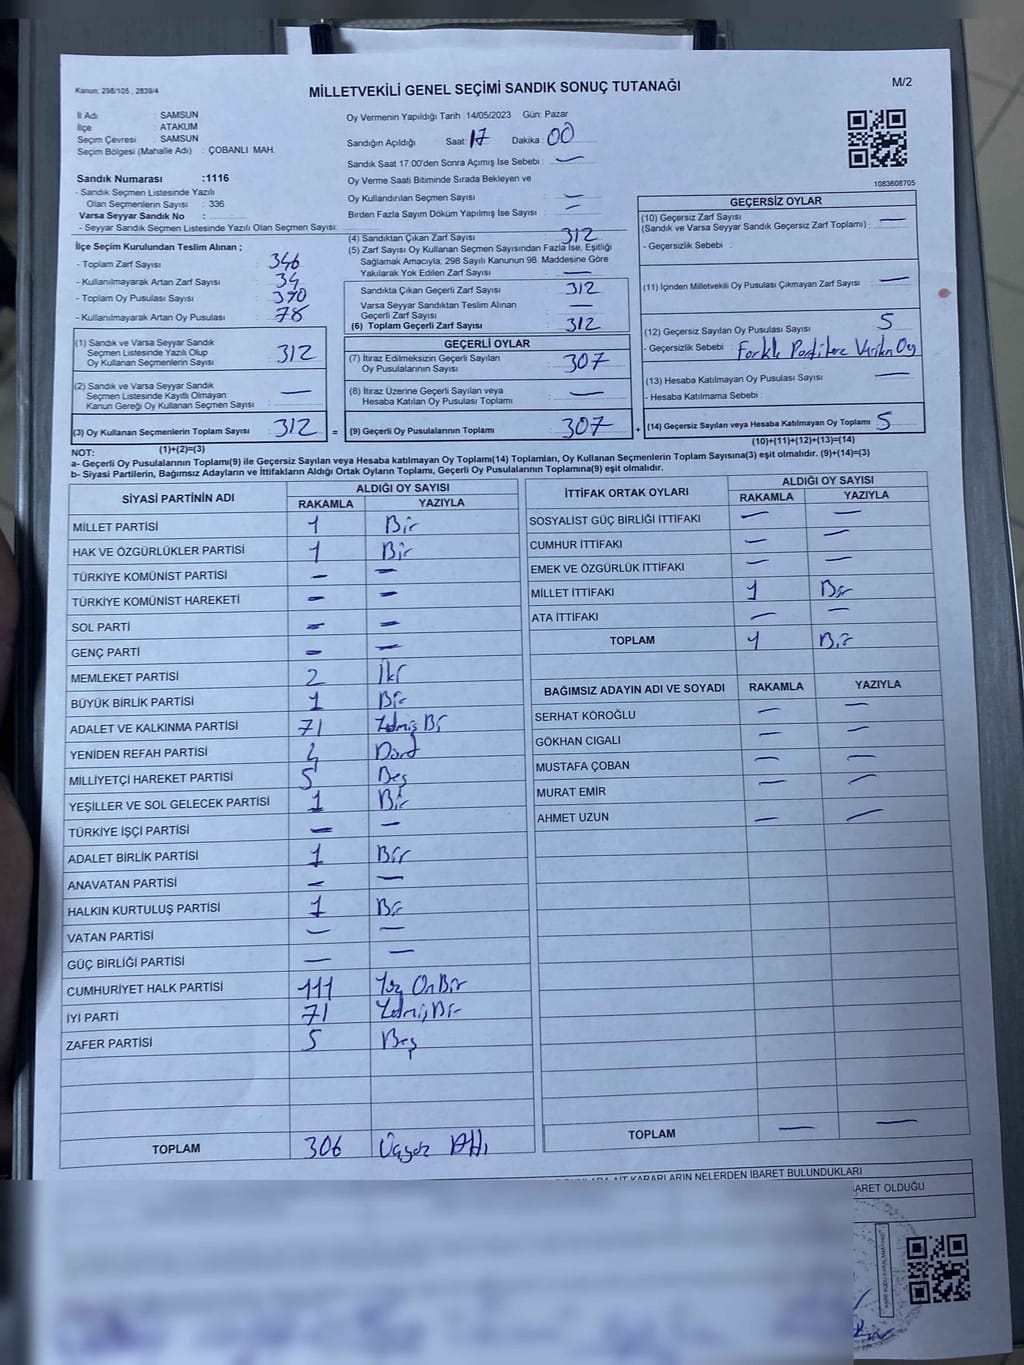 Kanun: 298/105 , 2839/4
MİLLETVEKİLİ GENEL SEÇİMİ SANDIK SONUÇ TUTANAĞI
M/2
İl Adı : SAMSUN
İlçe : ATAKUM
Seçim Çevresi : SAMSUN
Seçim Bölgesi (Mahalle Adı) : ÇOBANLI MAH.
Sandık Numarası :1116
- Sandık Seçmen Listesinde Yazılı
Olan Seçmenlerin Sayısı : 336
Varsa Seyyar Sandık No :
- Seyyar Sandık Seçmen Listesinde Yazılı Olan Seçmen Sayısı:
Oy Vermenin Yapıldığı Tarih :14/05/2023 Gün: Pazar
Sandığın Açıldığı Saat: 17 Dakika: 00
Sandık Saat 17:00'den Sonra Açımış İse Sebebi : —
Oy Verme Saati Bitiminde Sırada Bekleyen ve
Oy Kullandırılan Seçmen Sayısı : —
Birden Fazla Sayım Döküm Yapılmış İse Sayısı : —
1083608705
İlçe Seçim Kurulundan Teslim Alınan ;
- Toplam Zarf Sayısı 346
- Kullanılmayarak Artan Zarf Sayısı : 34
- Toplam Oy Pusulası Sayısı : 390
- Kullanılmayarak Artan Oy Pusulası : 78
(4) Sandıktan Çıkan Zarf Sayısı : 312
(5) Zarf Sayısı Oy Kullanan Seçmen Sayısından Fazla İse, Eşitliği
Sağlamak Amacıyla, 298 Sayılı Kanunun 98. Maddesine Göre
Yakılarak Yok Edilen Zarf Sayısı : —
Sandıkta Çıkan Geçerli Zarf Sayısı : 312
Varsa Seyyar Sandıktan Teslim Alınan
Geçerli Zarf Sayısı : —
(6) Toplam Geçerli Zarf Sayısı : 312
GEÇERSİZ OYLAR
(10) Geçersiz Zarf Sayısı
(Sandık ve Varsa Seyyar Sandık Geçersiz Zarf Toplamı) : —
- Geçersizlik Sebebi :
(11) İçinden Milletvekili Oy Pusulası Çıkmayan Zarf Sayısı : —
(12) Geçersiz Sayılan Oy Pusulası Sayısı : 5
- Geçersizlik Sebebi : Farklı Partilere Verilen Oy
(13) Hesaba Katılmayan Oy Pusulası Sayısı : —
- Hesaba Katılmama Sebebi :
(14) Geçersiz Sayılan veya Hesaba Katılmayan Oy Toplamı : 5
(10)+(11)+(12)+(13)=(14)
(1) Sandık ve Varsa Seyyar Sandık
Seçmen Listesinde Yazılı Olup
Oy Kullanan Seçmenlerin Sayısı : 312
(2) Sandık ve Varsa Seyyar Sandık
Seçmen Listesinde Kayıtlı Olmayan
Kanun Gereği Oy Kullanan Seçmen Sayısı : —
(3) Oy Kullanan Seçmenlerin Toplam Sayısı : 312 =
(1)+(2)=(3)
GEÇERLİ OYLAR
(7) İtiraz Edilmeksizin Geçerli Sayılan
Oy Pusulalarının Sayısı : 307
(8) İtiraz Üzerine Geçerli Sayılan veya
Hesaba Katılan Oy Pusulası Toplamı : —
(9) Geçerli Oy Pusulalarının Toplamı : 307 +
NOT:
a- Geçerli Oy Pusulalarının Toplamı(9) ile Geçersiz Sayılan veya Hesaba katılmayan Oy Toplamı(14) Toplamları, Oy Kullanan Seçmenlerin Toplam Sayısına(3) eşit olmalıdır. (9)+(14)=(3)
b- Siyasi Partilerin, Bağımsız Adayların ve İttifakların Aldığı Ortak Oyların Toplamı, Geçerli Oy Pusulalarının Toplamına(9) eşit olmalıdır.
SİYASİ PARTİNİN ADI ALDIĞI OY SAYISI
RAKAMLA YAZIYLA
MİLLET PARTİSİ 1 Bir
HAK VE ÖZGÜRLÜKLER PARTİSİ 1 Bir
TÜRKİYE KOMÜNİST PARTİSİ — —
TÜRKİYE KOMÜNİST HAREKETİ — —
SOL PARTİ — —
GENÇ PARTİ — —
MEMLEKET PARTİSİ 2 İki
BÜYÜK BİRLİK PARTİSİ 1 Bir
ADALET VE KALKINMA PARTİSİ 71 Yetmiş Bir
YENİDEN REFAH PARTİSİ 4 Dört
MİLLİYETÇİ HAREKET PARTİSİ 5 Beş
YEŞİLLER VE SOL GELECEK PARTİSİ 1 Bir
TÜRKİYE İŞÇİ PARTİSİ — —
ADALET BİRLİK PARTİSİ 1 Bir
ANAVATAN PARTİSİ — —
HALKIN KURTULUŞ PARTİSİ 1 Bir
VATAN PARTİSİ — —
GÜÇ BİRLİĞİ PARTİSİ — —
CUMHURİYET HALK PARTİSİ 111 Yüz On Bir
İYİ PARTİ 71 Yetmiş Bir
ZAFER PARTİSİ 5 Beş
TOPLAM 306 Üçyüz Altı
İTTİFAK ORTAK OYLARI ALDIĞI OY SAYISI
RAKAMLA YAZIYLA
SOSYALIST GÜÇ BİRLİĞİ İTTİFAKI — —
CUMHUR İTTİFAKI — —
EMEK VE ÖZGÜRLÜK İTTİFAKI — —
MİLLET İTTİFAKI 1 Bir
ATA İTTİFAKI — —
TOPLAM 1 Bir
BAĞIMSIZ ADAYIN ADI VE SOYADI RAKAMLA YAZIYLA
SERHAT KÖROĞLU — —
GÖKHAN CIGALI — —
MUSTAFA ÇOBAN — —
MURAT EMİR — —
AHMET UZUN — —
TOPLAM — —
KARARLARIN NELERDEN İBARET BULUNDUKLARI
OLDUĞU